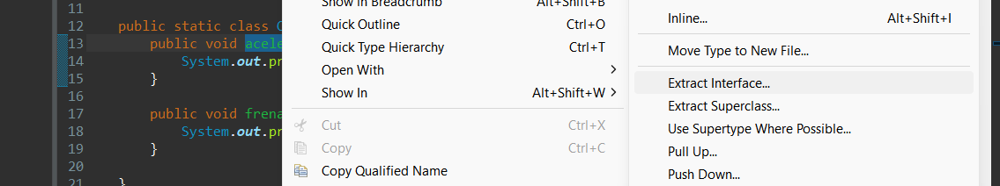 11
12 public static class
13 public void acele
14 System.out.pr
15 }
16
17 public void frena
18 System.out.pr
19 }
20
21 }
Show In Breadcrumb Alt+Shift+B
Quick Outline Ctrl+O
Quick Type Hierarchy Ctrl+T
Open With
Show In Alt+Shift+W
Cut Ctrl+X
Copy Ctrl+C
Copy Qualified Name
Inline... Alt+Shift+I
Move Type to New File...
Extract Interface...
Extract Superclass...
Use Supertype Where Possible...
Pull Up...
Push Down...